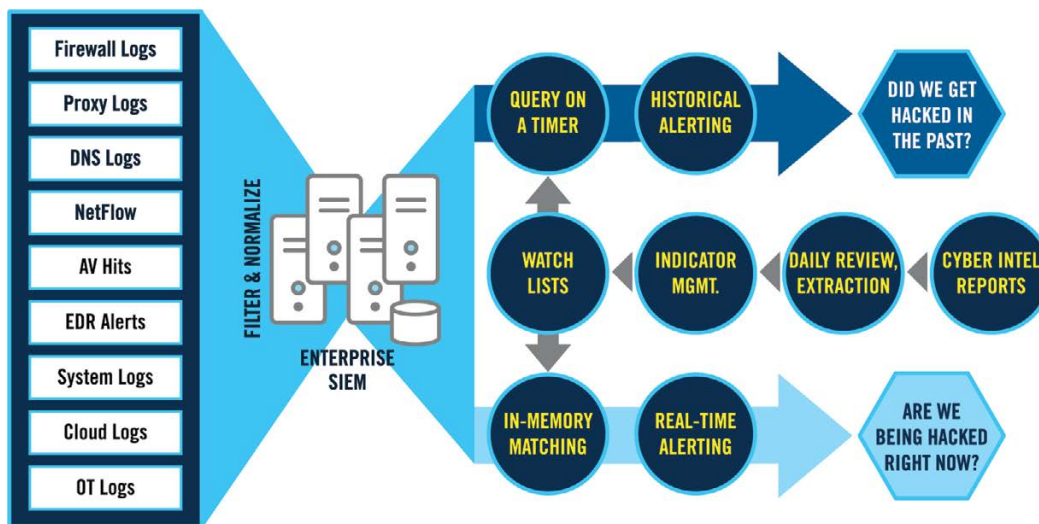 Firewall Logs
Proxy Logs
DNS Logs
NetFlow
AV Hits
EDR Alerts
System Logs
Cloud Logs
OT Logs
FILTER & NORMALIZE
ENTERPRISE
SIEM
QUERY ON
A TIMER
HISTORICAL
ALERTING
DID WE GET
HACKED IN
THE PAST?
WATCH
LISTS
INDICATOR
MGMT.
DAILY REVIEW,
EXTRACTION
CYBER INTEL
REPORTS
IN-MEMORY
MATCHING
REAL-TIME
ALERTING
ARE WE
BEING HACKED
RIGHT NOW?